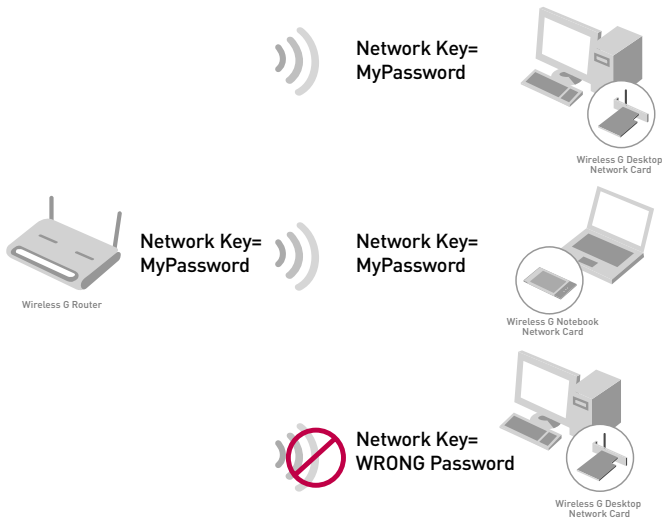 Network Key=
MyPassword
Wireless G Desktop
Network Card
Network Key=
MyPassword
Wireless G Router
Network Key=
MyPassword
Wireless G Notebook
Network Card
Network Key=
WRONG Password
Wireless G Desktop
Network Card